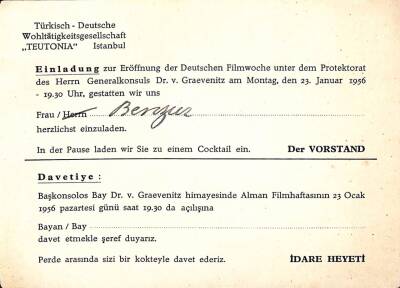 Türkisch - Deutsche
Wohltätigkeitsgesellschaft
„TEUTONIA" Istanbul
Einladung zur Eröffnung der Deutschen Filmwoche unter dem Protektorat
des Herrn Generalkonsuls Dr. v. Graevenitz am Montag, den 23. Januar 1956
- 19.30 Uhr, gestatten wir uns
Frau / Herrn
herzlichst einzuladen.
In der Pause laden wir Sie zu einem Cocktail ein. Der VORSTAND
Davetiye :
Başkonsolos Bay Dr. v. Graevenitz himayesinde Alman Filmhaftasının 23 Ocak
1956 pazartesi günü saat 19.30 da açılışına
Bayan / Bay
davet etmekle şeref duyarız.
Perde arasında sizi bir kokteyle davet ederiz. İDARE HEYETİ